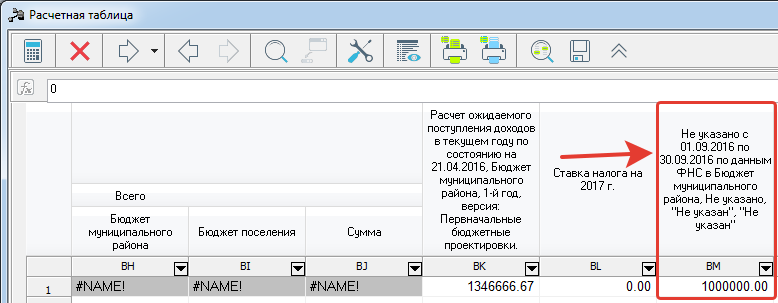 Расчетная таблица
fx
0
Всего
Бюджет
муниципального
района
Бюджет поселения
Сумма
Расчет ожидаемого
поступления доходов
в текущем году по
состоянию на
21.04.2016, Бюджет
муниципального
района, 1-й год,
версия:
Первначальные
бюджетные
проектировки.
Ставка налога на
2017 г.
Не указано с
01.09.2016 по
30.09.2016 по данным
ФНС в Бюджет
муниципального
района, Не указано,
"Не указан", "Не
указан"
BH BI BJ BK BL BM
1 #NAME! #NAME! #NAME! 1346666.67 0.00 1000000.00